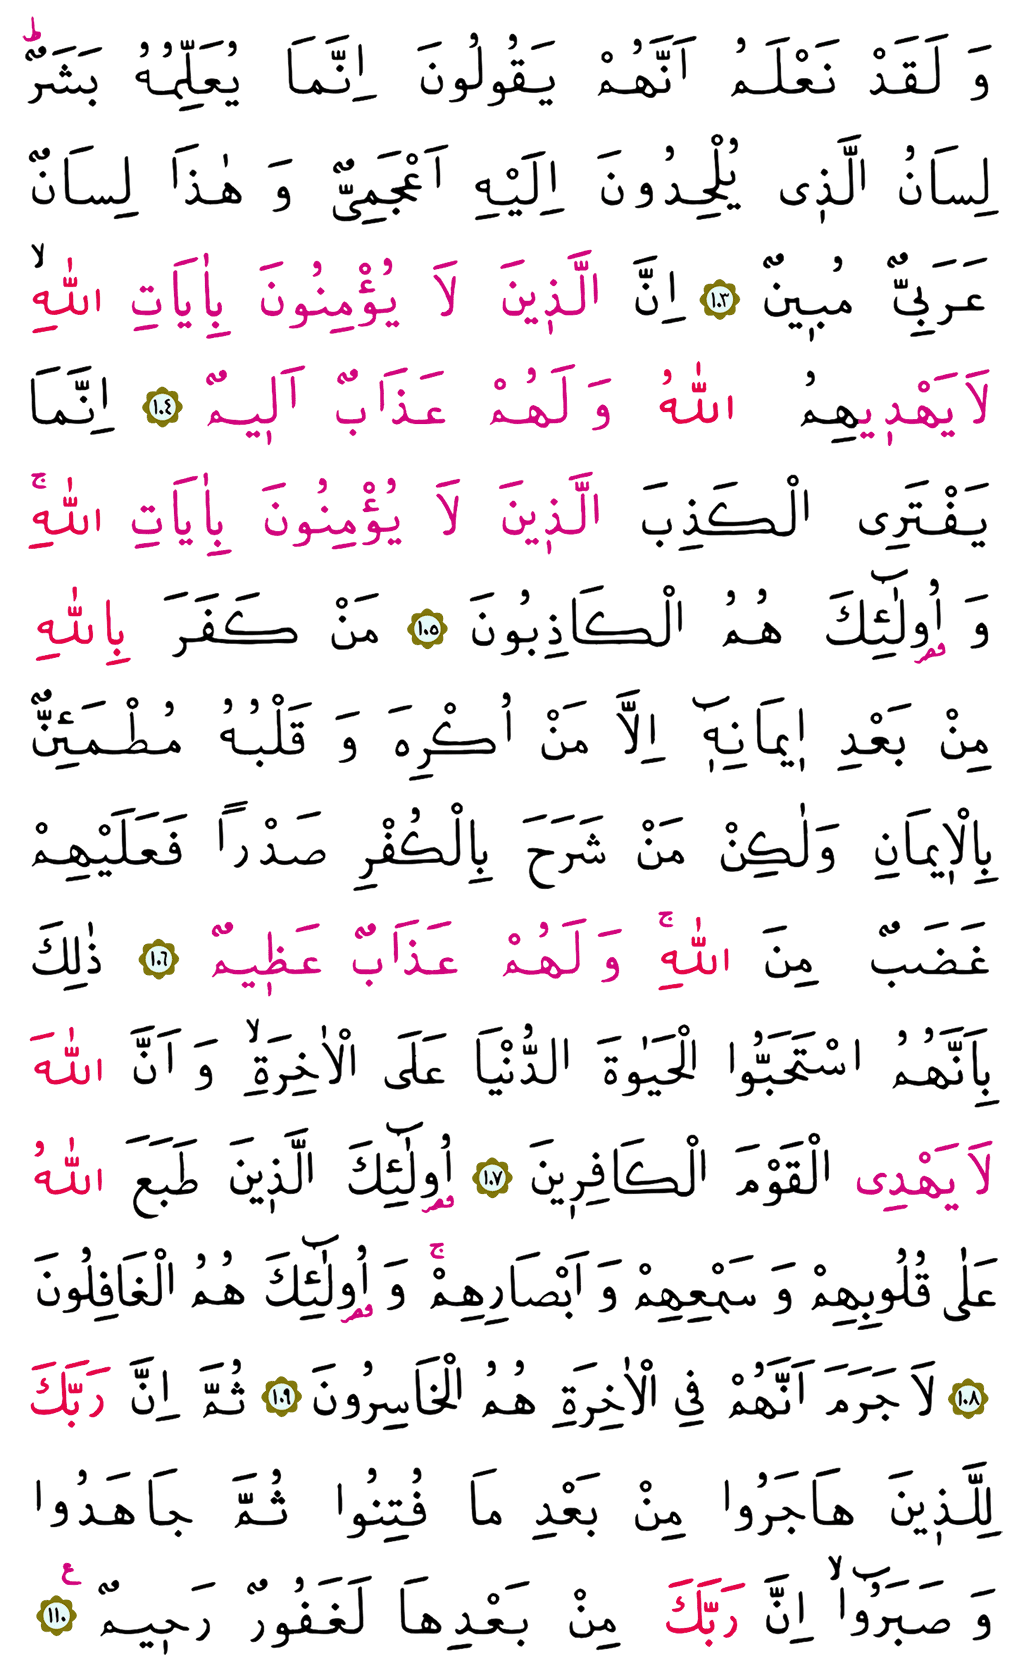 وَ لَقَدْ نَعْلَمُ اَنَّهُمْ يَقُولُونَ اِنَّمَا يُعَلِّمُهُ بَشَرٌۜ
لِسَانُ الَّذ۪ى يُلْحِدُونَ اِلَيْهِ اَعْجَمِىٌّ وَ هٰذَا لِسَانٌ
عَرَبِىٌّ مُب۪ينٌ ﴿١٠٣﴾ اِنَّ الَّذ۪ينَ لَا يُؤْمِنُونَ بِاٰيَاتِ اللّٰهِۙ
لَا يَهْد۪يهِمُ اللّٰهُ وَ لَهُمْ عَذَابٌ اَل۪يمٌ ﴿١٠٤﴾ اِنَّمَا
يَفْتَرِى الْكَذِبَ الَّذ۪ينَ لَا يُؤْمِنُونَ بِاٰيَاتِ اللّٰهِۚ
وَ اُو۬لٰٓئِكَ هُمُ الْكَاذِبُونَ ﴿١٠٥﴾ مَنْ كَفَرَ بِاللّٰهِ
مِنْ بَعْدِ ا۪يمَانِه۪ٓ اِلَّا مَنْ اُكْرِهَ وَ قَلْبُهُ مُطْمَئِنٌّ
بِالْا۪يمَانِ وَلٰكِنْ مَنْ شَرَحَ بِالْكُفْرِ صَدْرًا فَعَلَيْهِمْ
غَضَبٌ مِنَ اللّٰهِۚ وَ لَهُمْ عَذَابٌ عَظ۪يمٌ ﴿١٠٦﴾ ذٰلِكَ
بِاَنَّهُمُ اسْتَحَبُّوا الْحَيٰوةَ الدُّنْيَا عَلَى الْاٰخِرَةِۙ وَ اَنَّ اللّٰهَ
لَا يَهْدِى الْقَوْمَ الْكَافِر۪ينَ ﴿١٠٧﴾ اُو۬لٰٓئِكَ الَّذ۪ينَ طَبَعَ اللّٰهُ
عَلٰى قُلُوبِهِمْ وَ سَمْعِهِمْ وَ اَبْصَارِهِمْۚ وَ اُو۬لٰٓئِكَ هُمُ الْغَافِلُونَ
﴿١٠٨﴾ لَا جَرَمَ اَنَّهُمْ فِى الْاٰخِرَةِ هُمُ الْخَاسِرُونَ ﴿١٠٩﴾ ثُمَّ اِنَّ رَبَّكَ
لِلَّذ۪ينَ هَاجَرُوا مِنْ بَعْدِ مَا فُتِنُوا ثُمَّ جَاهَدُوا
وَ صَبَرُٓواۙ اِنَّ رَبَّكَ مِنْ بَعْدِهَا لَغَفُورٌ رَح۪يمٌ ﴿١١٠﴾ ع